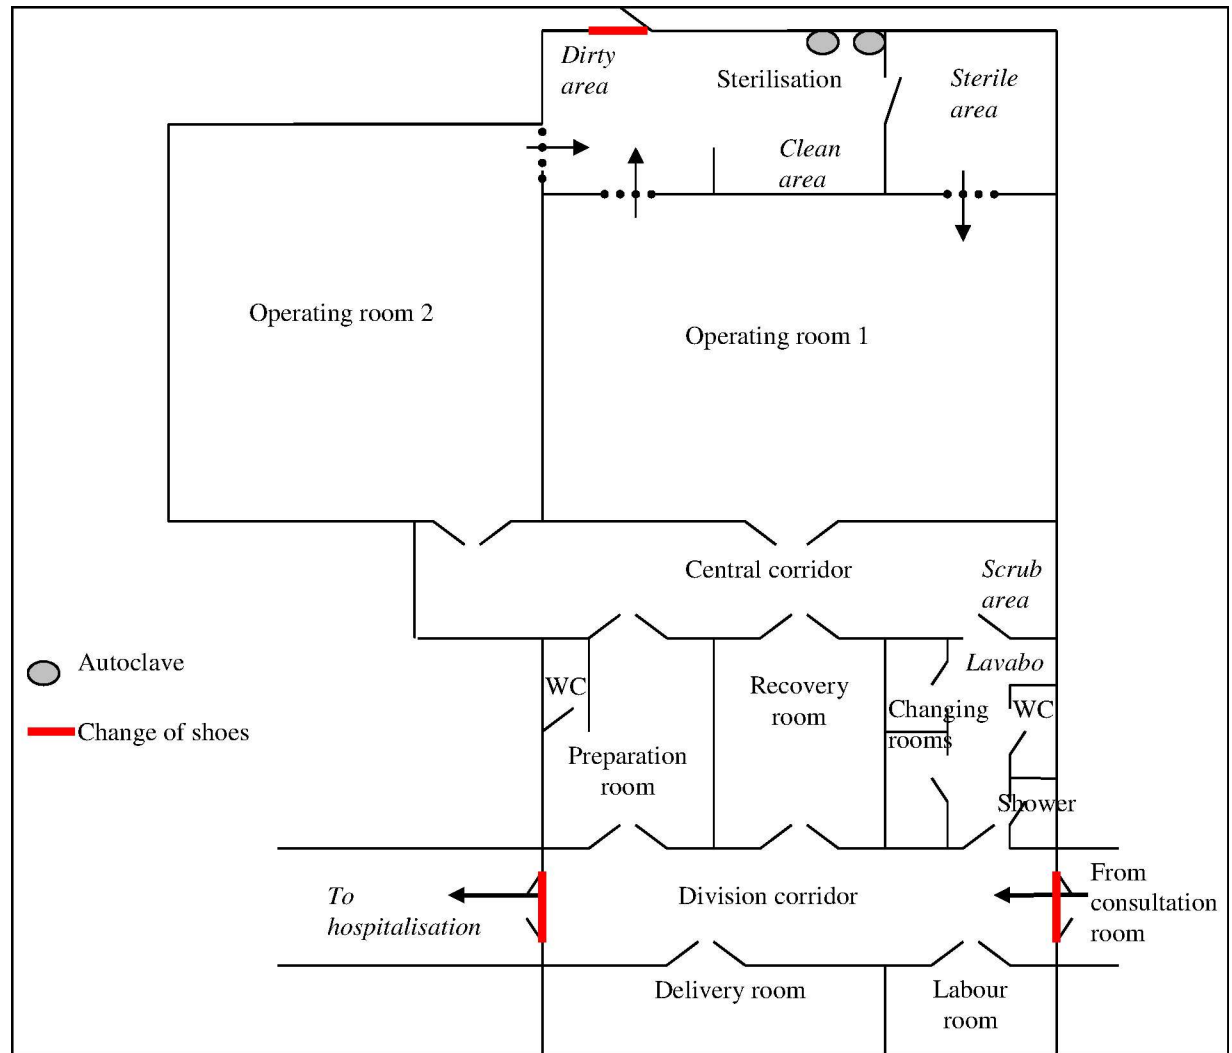 Dirty
area
Sterilisation
Sterile
area
Clean
area
Operating room 2
Operating room 1
Central corridor
Scrub
area
Autoclave
Change of shoes
WC
Preparation
room
Recovery
room
Lavabo
Changing
rooms
WC
Shower
To
hospitalisation
Division corridor
From
consultation
room
Delivery room
Labour
room